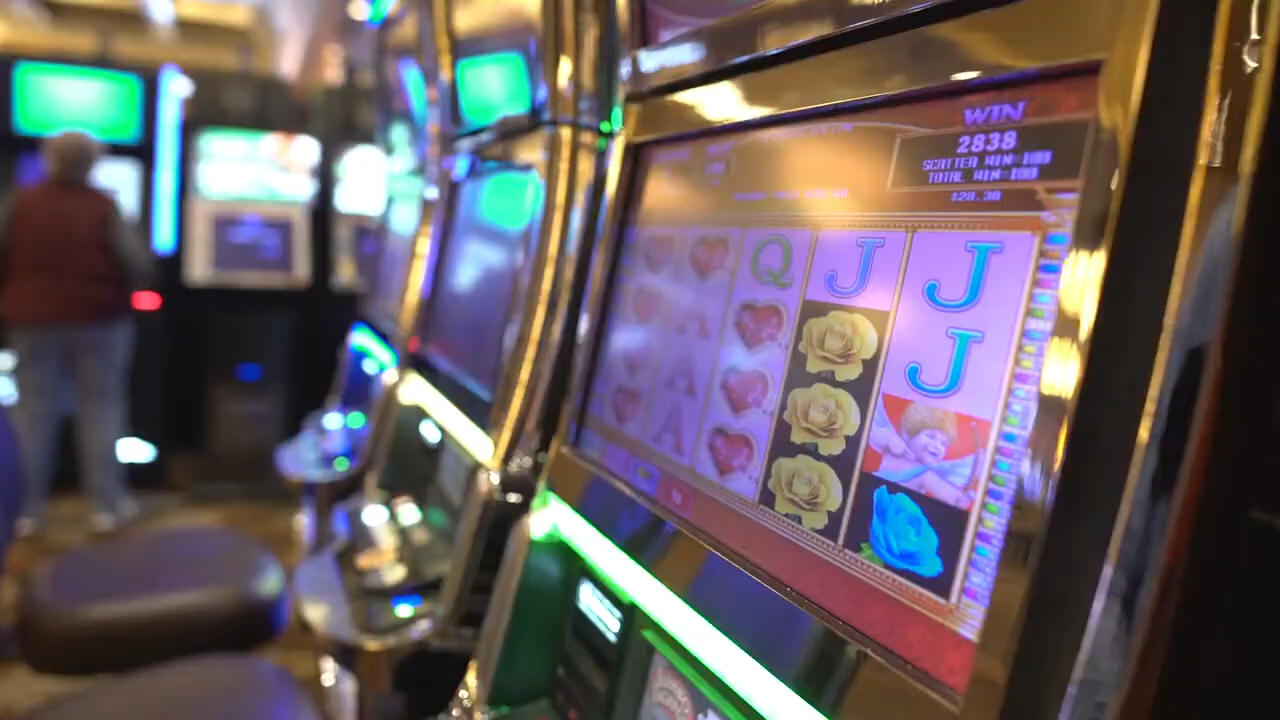 WIN
2838
SCATTER WIN=100
TOTAL WIN=100
$28.38
Q
J
J
J
A
A
A